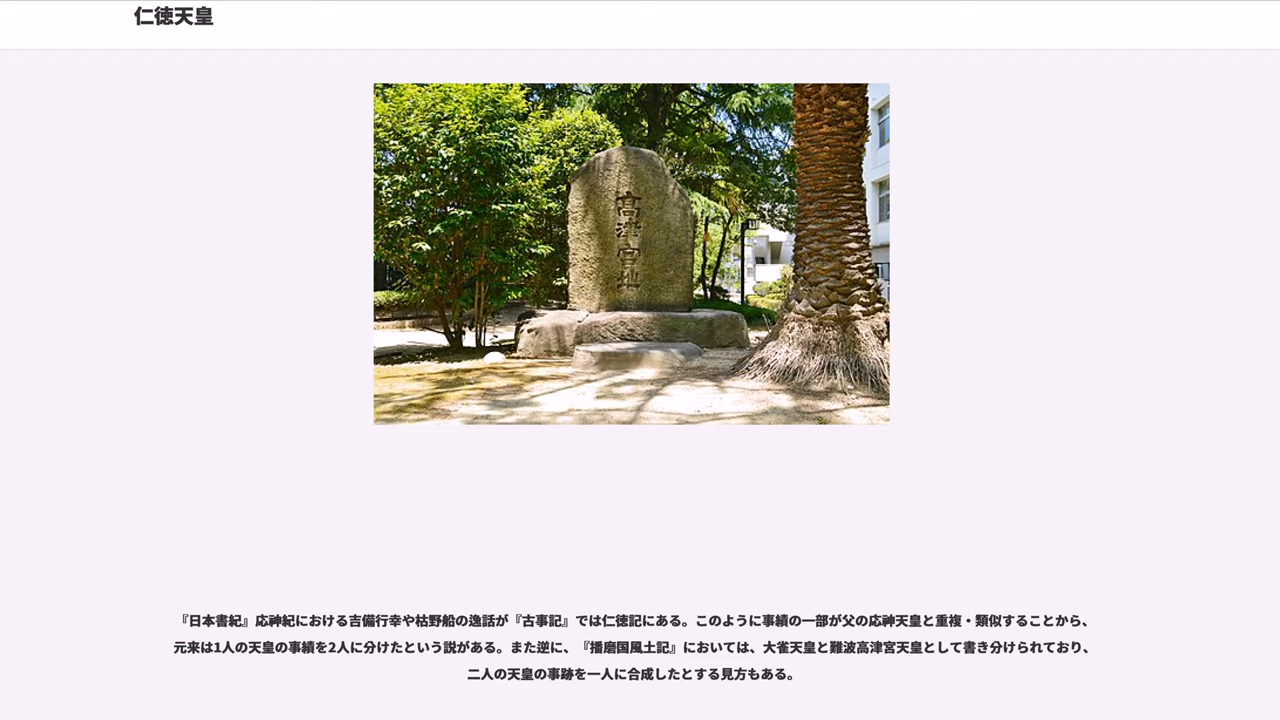 仁徳天皇
高津宮址
『日本書紀』応神紀における吉備行幸や枯野船の逸話が『古事記』では仁徳記にある。このように事績の一部が父の応神天皇と重複・類似することから、
元来は1人の天皇の事績を2人に分けたという説がある。また逆に、『播磨国風土記』においては、大雀天皇と難波高津宮天皇として書き分けられており、
二人の天皇の事跡を一人に合成したとする見方もある。